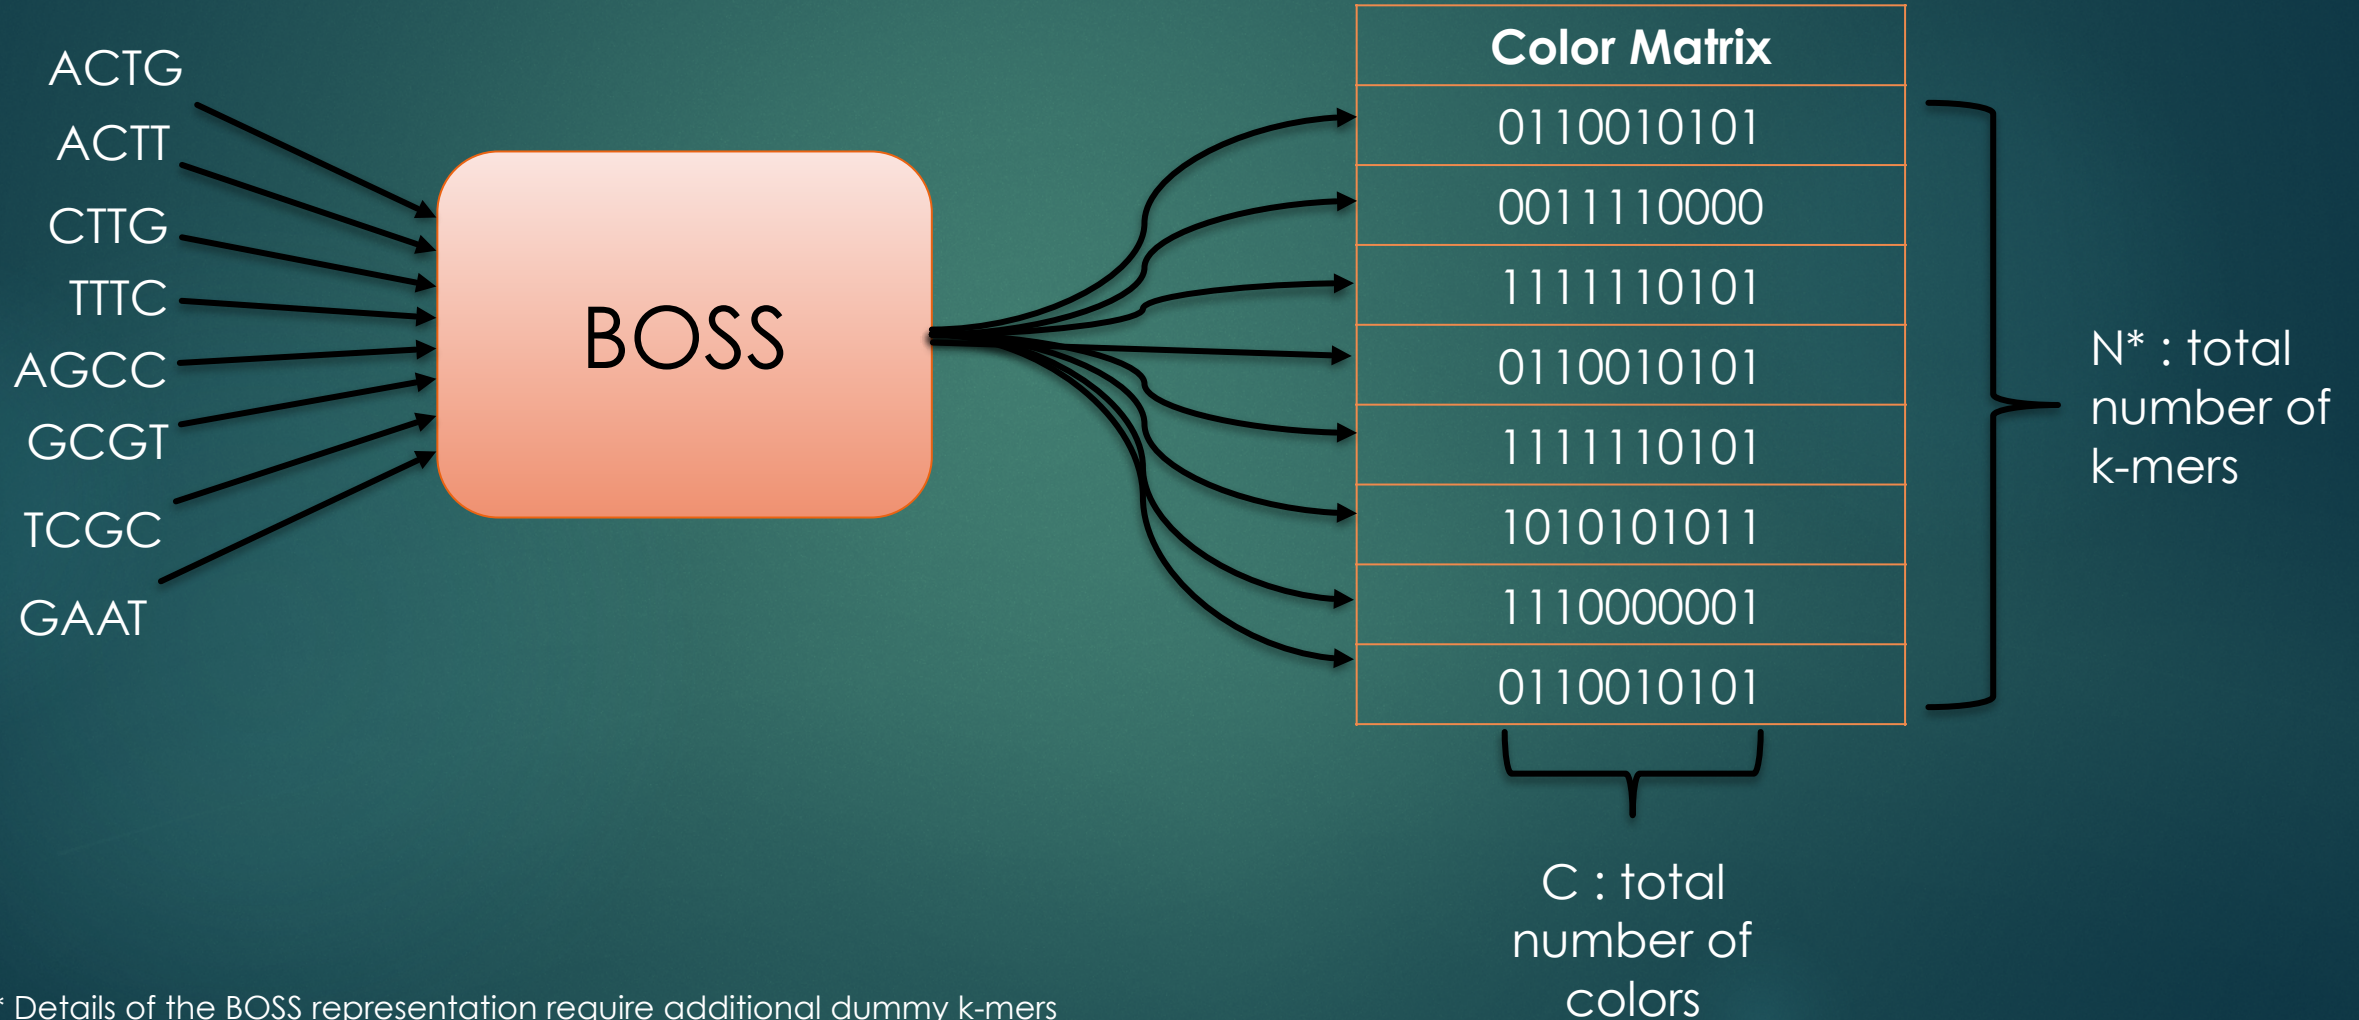 ACTG
ACTT
CTTG
TTTC
AGCC
GCGT
TCGC
GAAT
BOSS
Color Matrix
0110010101
0011110000
1111110101
0110010101
1111110101
1010101011
1110000001
0110010101
N* : total
number of
k-mers
C : total
number of
colors
* Details of the BOSS representation require additional dummy k-mers